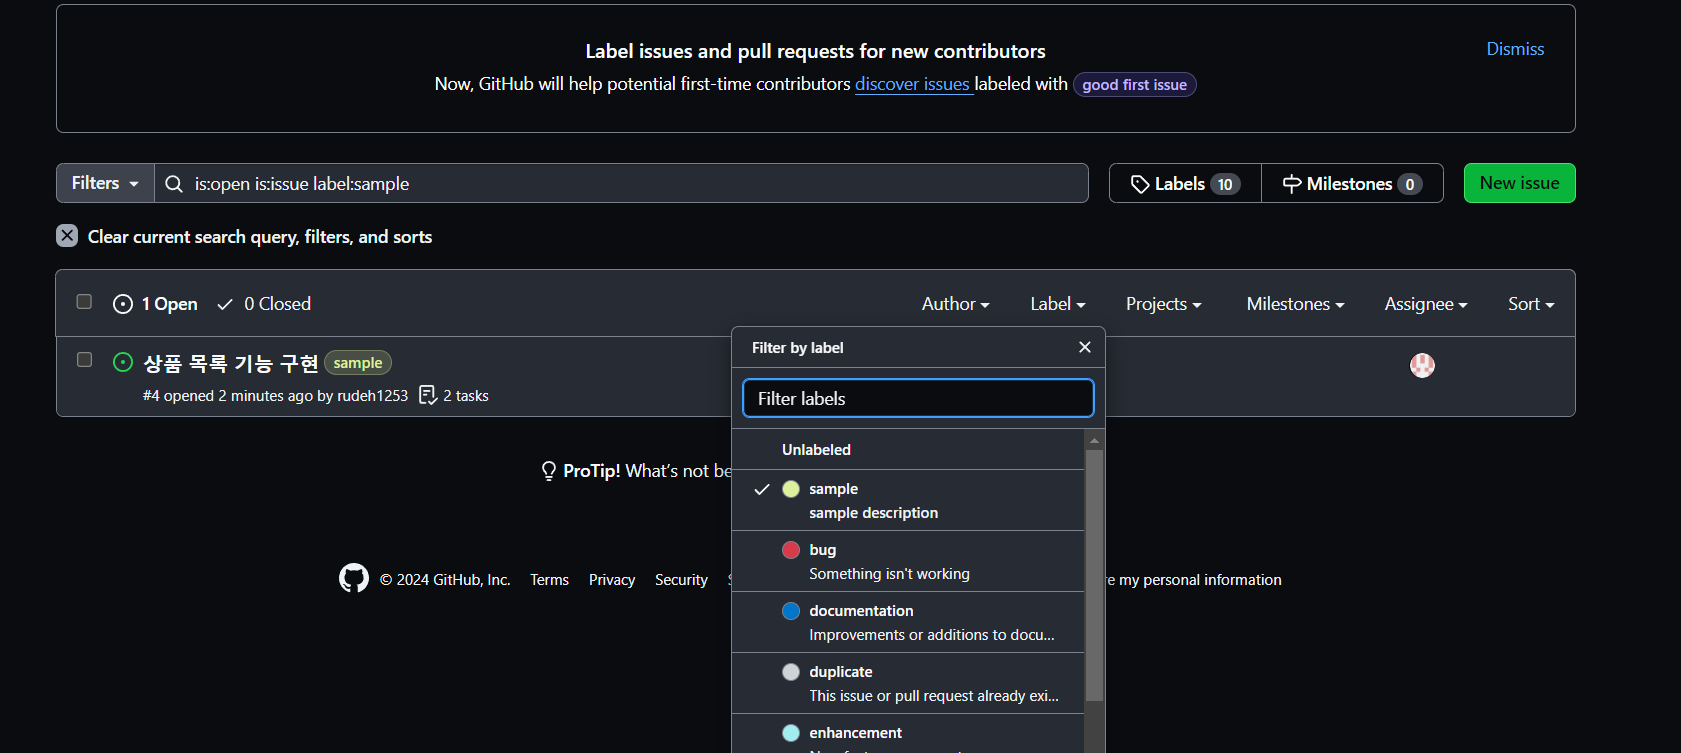 Label issues and pull requests for new contributors
Dismiss
Now, GitHub will help potential first-time contributors discover issues labeled with good first issue
Filters
is:open is:issue label:sample
Labels 10
Milestones 0
New issue
Clear current search query, filters, and sorts
1 Open
0 Closed
Author
Label
Projects
Milestones
Assignee
Sort
상품 목록 기능 구현 sample
#4 opened 2 minutes ago by rudeh1253 2 tasks
Filter by label
Filter labels
Unlabeled
sample
sample description
bug
Something isn't working
documentation
Improvements or additions to docu...
duplicate
This issue or pull request already exi...
enhancement
ProTip! What's not
© 2024 GitHub, Inc. Terms Privacy Security
my personal information